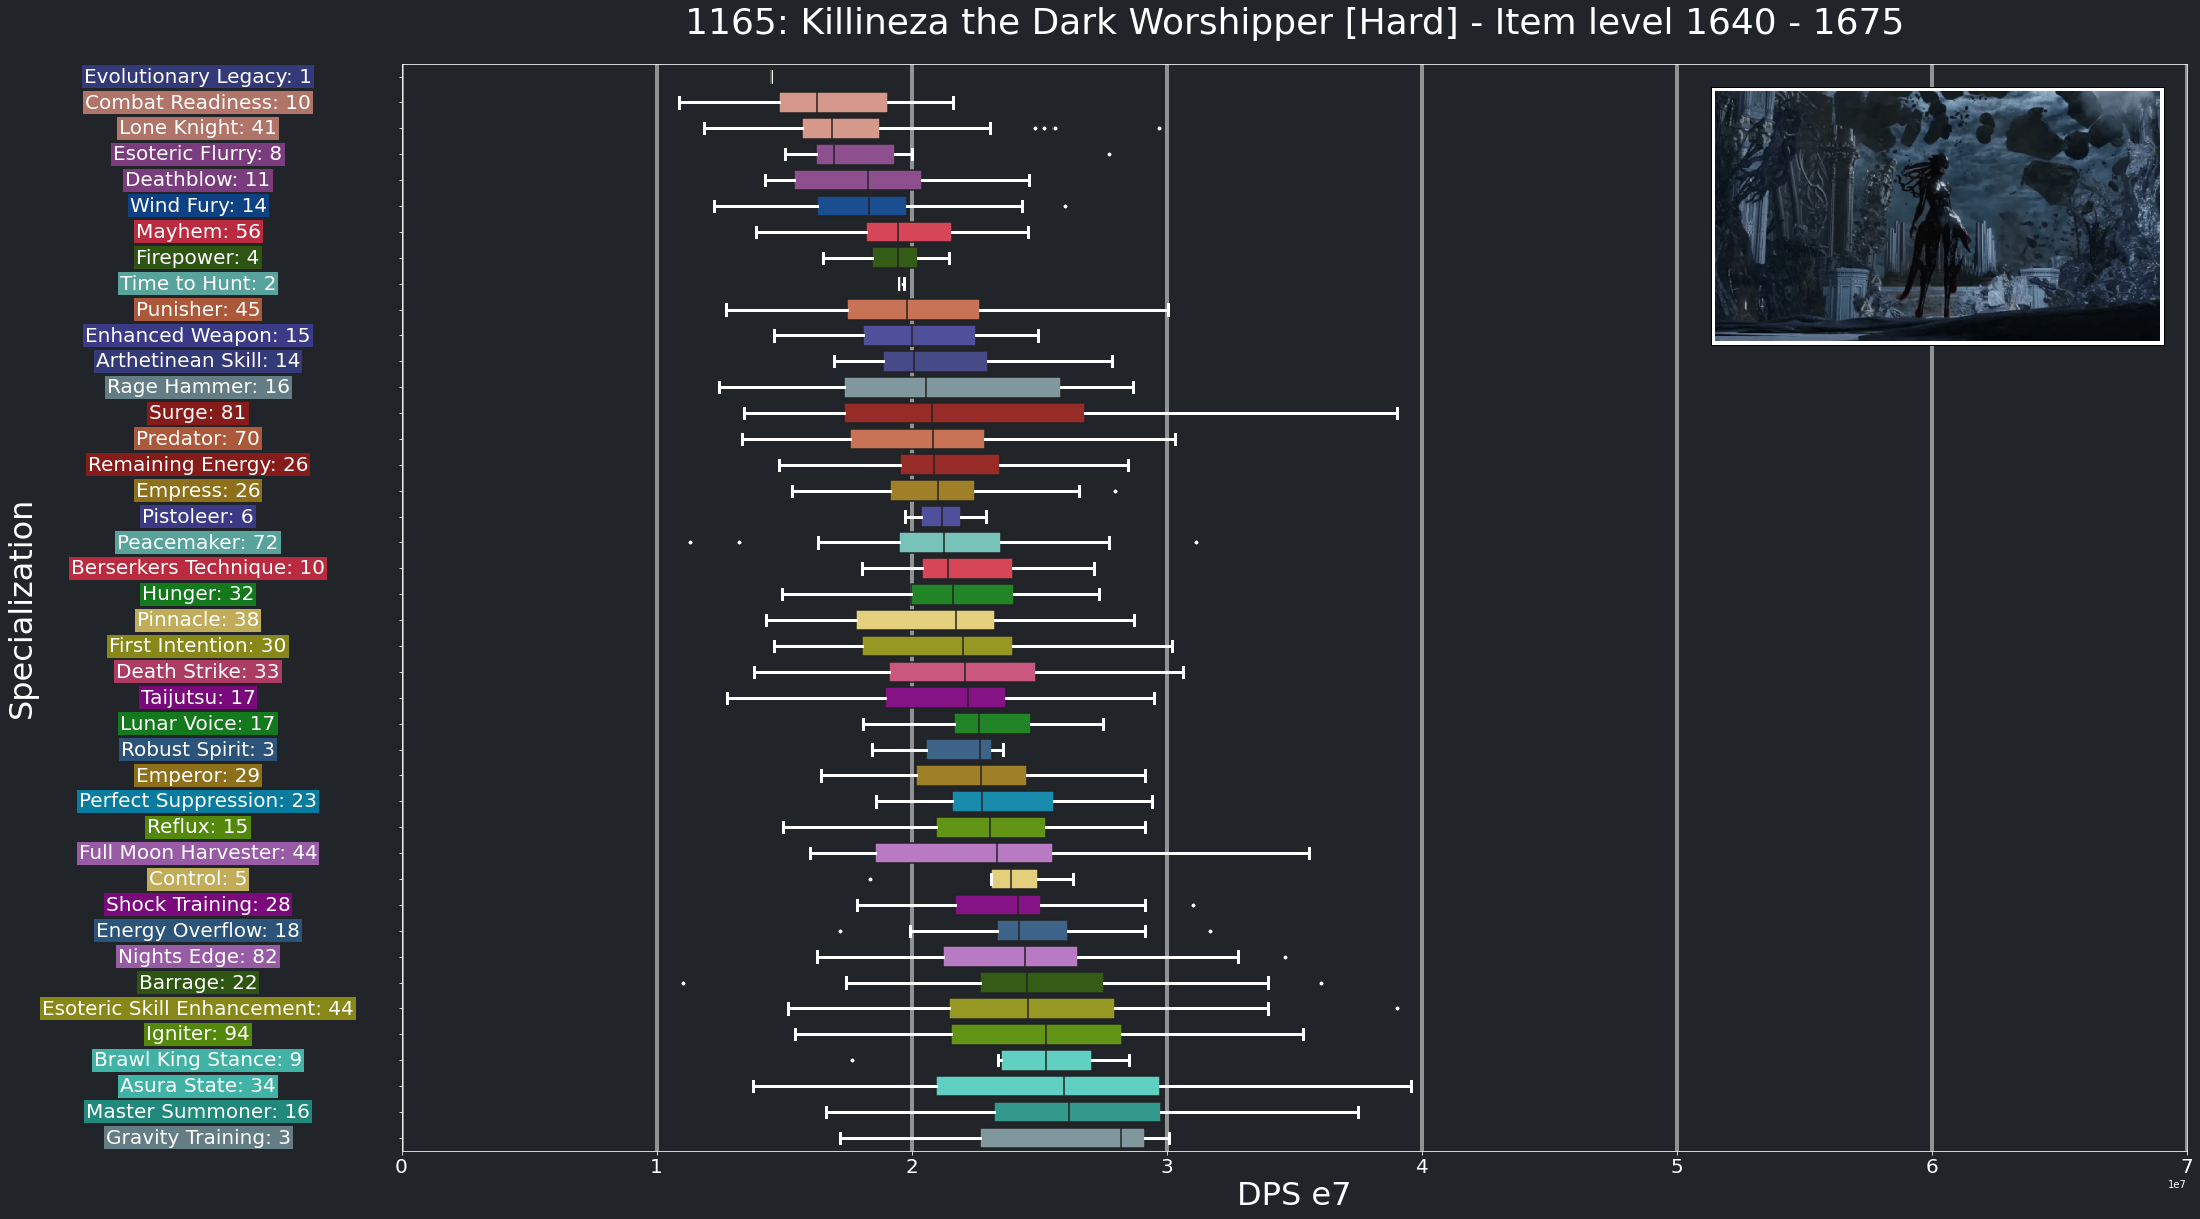 1165: Killineza the Dark Worshipper [Hard] - Item level 1640 - 1675
Specialization
Evolutionary Legacy: 1
Combat Readiness: 10
Lone Knight: 41
Esoteric Flurry: 8
Deathblow: 11
Wind Fury: 14
Mayhem: 56
Firepower: 4
Time to Hunt: 2
Punisher: 45
Enhanced Weapon: 15
Arthetinean Skill: 14
Rage Hammer: 16
Surge: 81
Predator: 70
Remaining Energy: 26
Empress: 26
Pistoleer: 6
Peacemaker: 72
Berserkers Technique: 10
Hunger: 32
Pinnacle: 38
First Intention: 30
Death Strike: 33
Taijutsu: 17
Lunar Voice: 17
Robust Spirit: 3
Emperor: 29
Perfect Suppression: 23
Reflux: 15
Full Moon Harvester: 44
Control: 5
Shock Training: 28
Energy Overflow: 18
Nights Edge: 82
Barrage: 22
Esoteric Skill Enhancement: 44
Igniter: 94
Brawl King Stance: 9
Asura State: 34
Master Summoner: 16
Gravity Training: 3
0 1 2 3 4 5 6 7
1e7
DPS e7